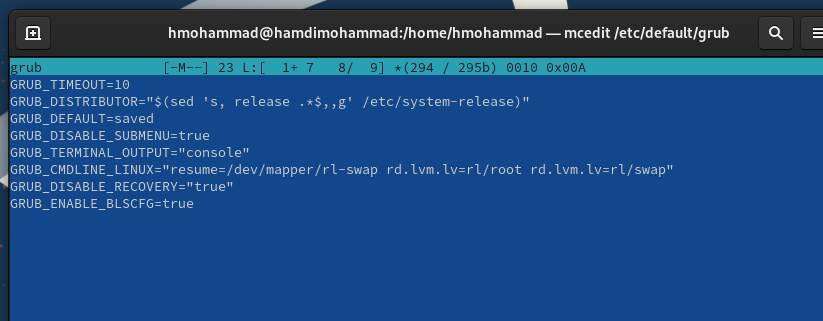 hmohammad@hamdimohammad:/home/hmohammad — mcedit /etc/default/grub
grub [-M--] 23 L:[ 1+ 7 8/ 9] *(294 / 295b) 0010 0x00A
GRUB_TIMEOUT=10
GRUB_DISTRIBUTOR="$(sed 's, release .*$,,g' /etc/system-release)"
GRUB_DEFAULT=saved
GRUB_DISABLE_SUBMENU=true
GRUB_TERMINAL_OUTPUT="console"
GRUB_CMDLINE_LINUX="resume=/dev/mapper/rl-swap rd.lvm.lv=rl/root rd.lvm.lv=rl/swap"
GRUB_DISABLE_RECOVERY="true"
GRUB_ENABLE_BLSCFG=true